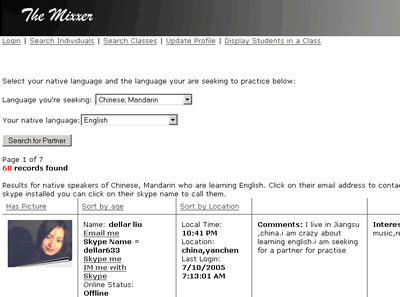 The Mixxer
Login | Search Individuals | Search Classes | Update Profile | Display Students in a Class
Select your native language and the language your are seeking to practice below:
Language you're seeking: Chinese, Mandarin
Your native language: English
Search for Partner
Page 1 of 7
68 records found
Results for native speakers of Chinese, Mandarin who are learning English. Click on their email address to conta
skype installed you can click on their skype name to call them.
Has Picture
Sort by age
Sort by Location
Name: dellar liu
Email me
Skype Name =
dellar633
Skype me
IM me with
Skype
Online Status:
Offline
Local Time:
10:41 PM
Location:
china,yanchen
Last Login:
7/10/2005
7:13:01 AM
Comments: I live in Jiangsu
,china.i am crazy about
learning english.i am seeking
for a partner for practise
Interes
music,re